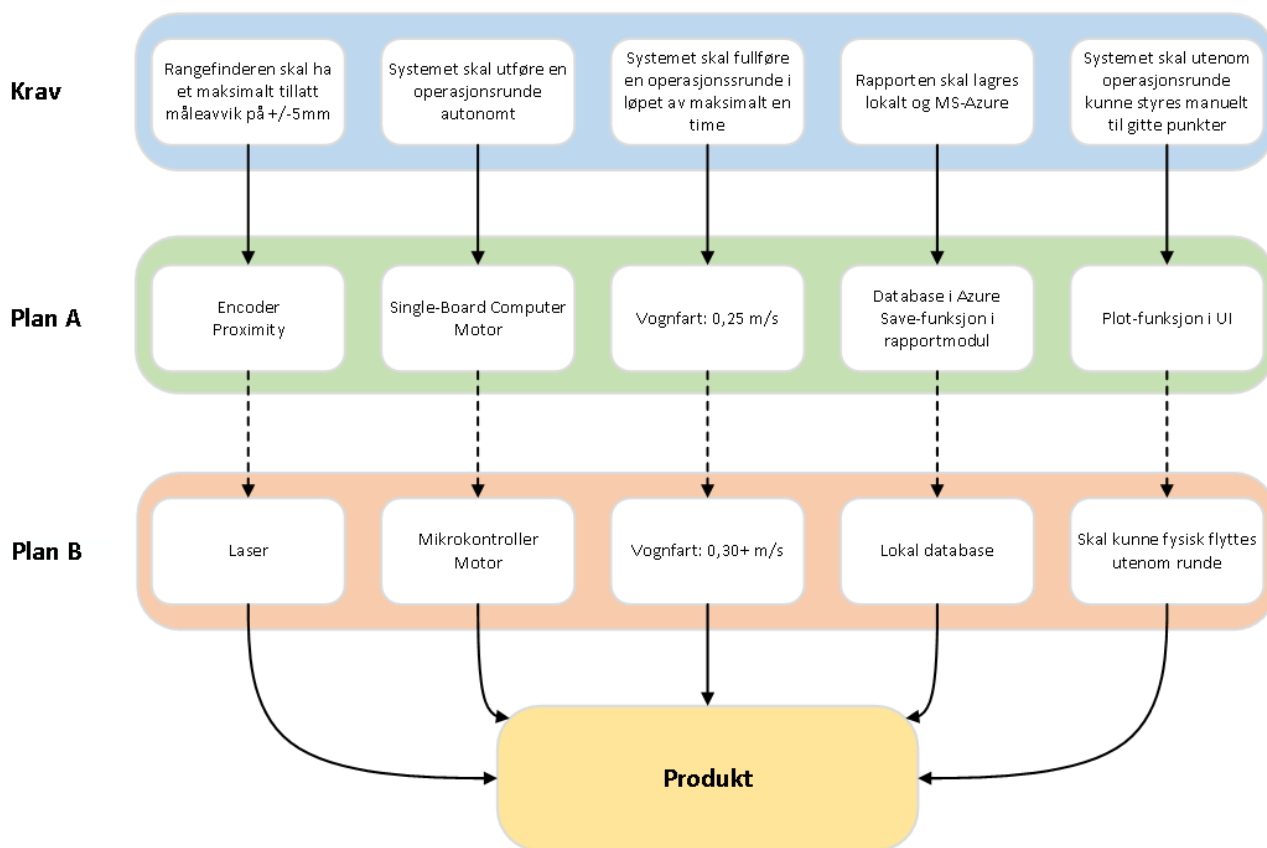 Krav
Rangefinderen skal ha
et maksimalt tillatt
måleavvik på +/-5mm
Systemet skal utføre en
operasjonsrunde
autonomt
Systemet skal fullføre
en operasjonssrunde i
løpet av maksimalt en
time
Rapporten skal lagres
lokalt og MS-Azure
Systemet skal utenom
operasjonsrunde
kunne styres manuelt
til gitte punkter
Plan A
Encoder
Proximity
Single-Board Computer
Motor
Vognfart: 0,25 m/s
Database i Azure
Save-funksjon i
rapportmodul
Plot-funksjon i UI
Plan B
Laser
Mikrokontroller
Motor
Vognfart: 0,30+ m/s
Lokal database
Skal kunne fysisk flyttes
utenom runde
Produkt